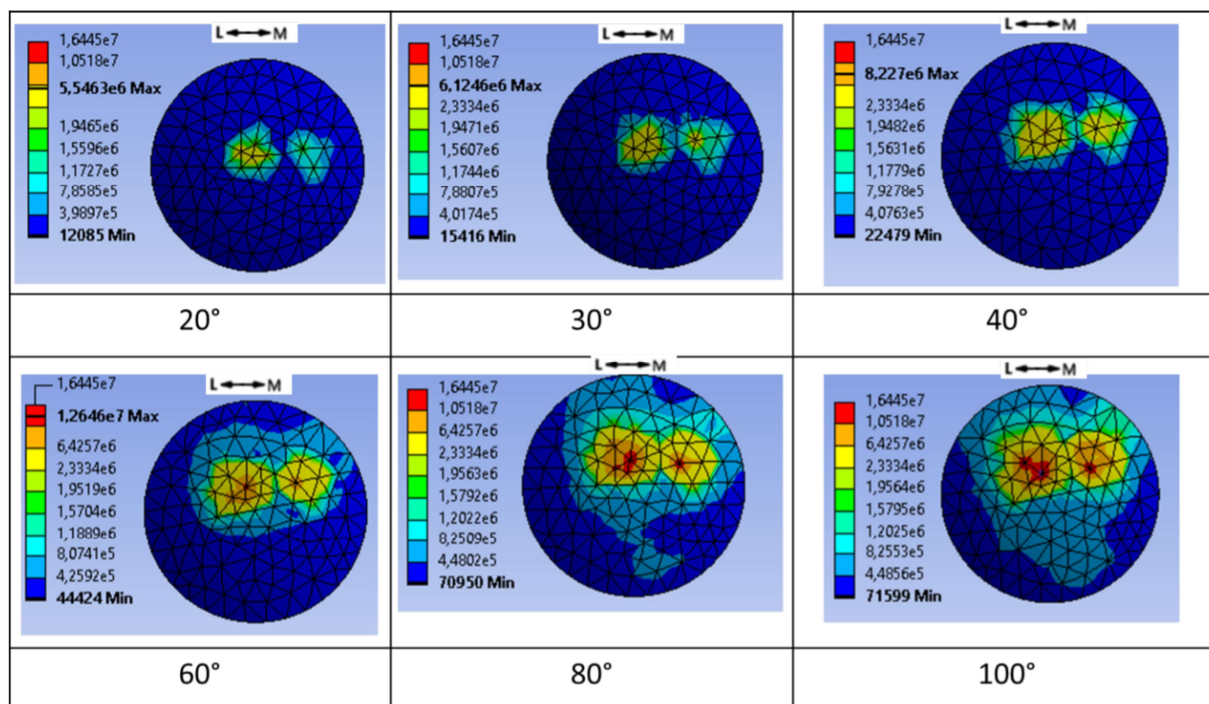 L M
1,6445e7
1,0518e7
5,5463e6 Max
1,9465e6
1,5596e6
1,1727e6
7,8585e5
3,9897e5
12085 Min
L M
1,6445e7
1,0518e7
6,1246e6 Max
2,3334e6
1,9471e6
1,5607e6
1,1744e6
7,8807e5
4,0174e5
15416 Min
L M
1,6445e7
8,227e6 Max
2,3334e6
1,9482e6
1,5631e6
1,1779e6
7,9278e5
4,0763e5
22479 Min
20°
30°
40°
L M
1,6445e7
1,2646e7 Max
6,4257e6
2,3334e6
1,9519e6
1,5704e6
1,1889e6
8,0741e5
4,2592e5
44424 Min
L M
1,6445e7
1,0518e7
6,4257e6
2,3334e6
1,9563e6
1,5792e6
1,2022e6
8,2509e5
4,4802e5
70950 Min
L M
1,6445e7
1,0518e7
6,4257e6
2,3334e6
1,9564e6
1,5795e6
1,2025e6
8,2553e5
4,4856e5
71599 Min
60°
80°
100°